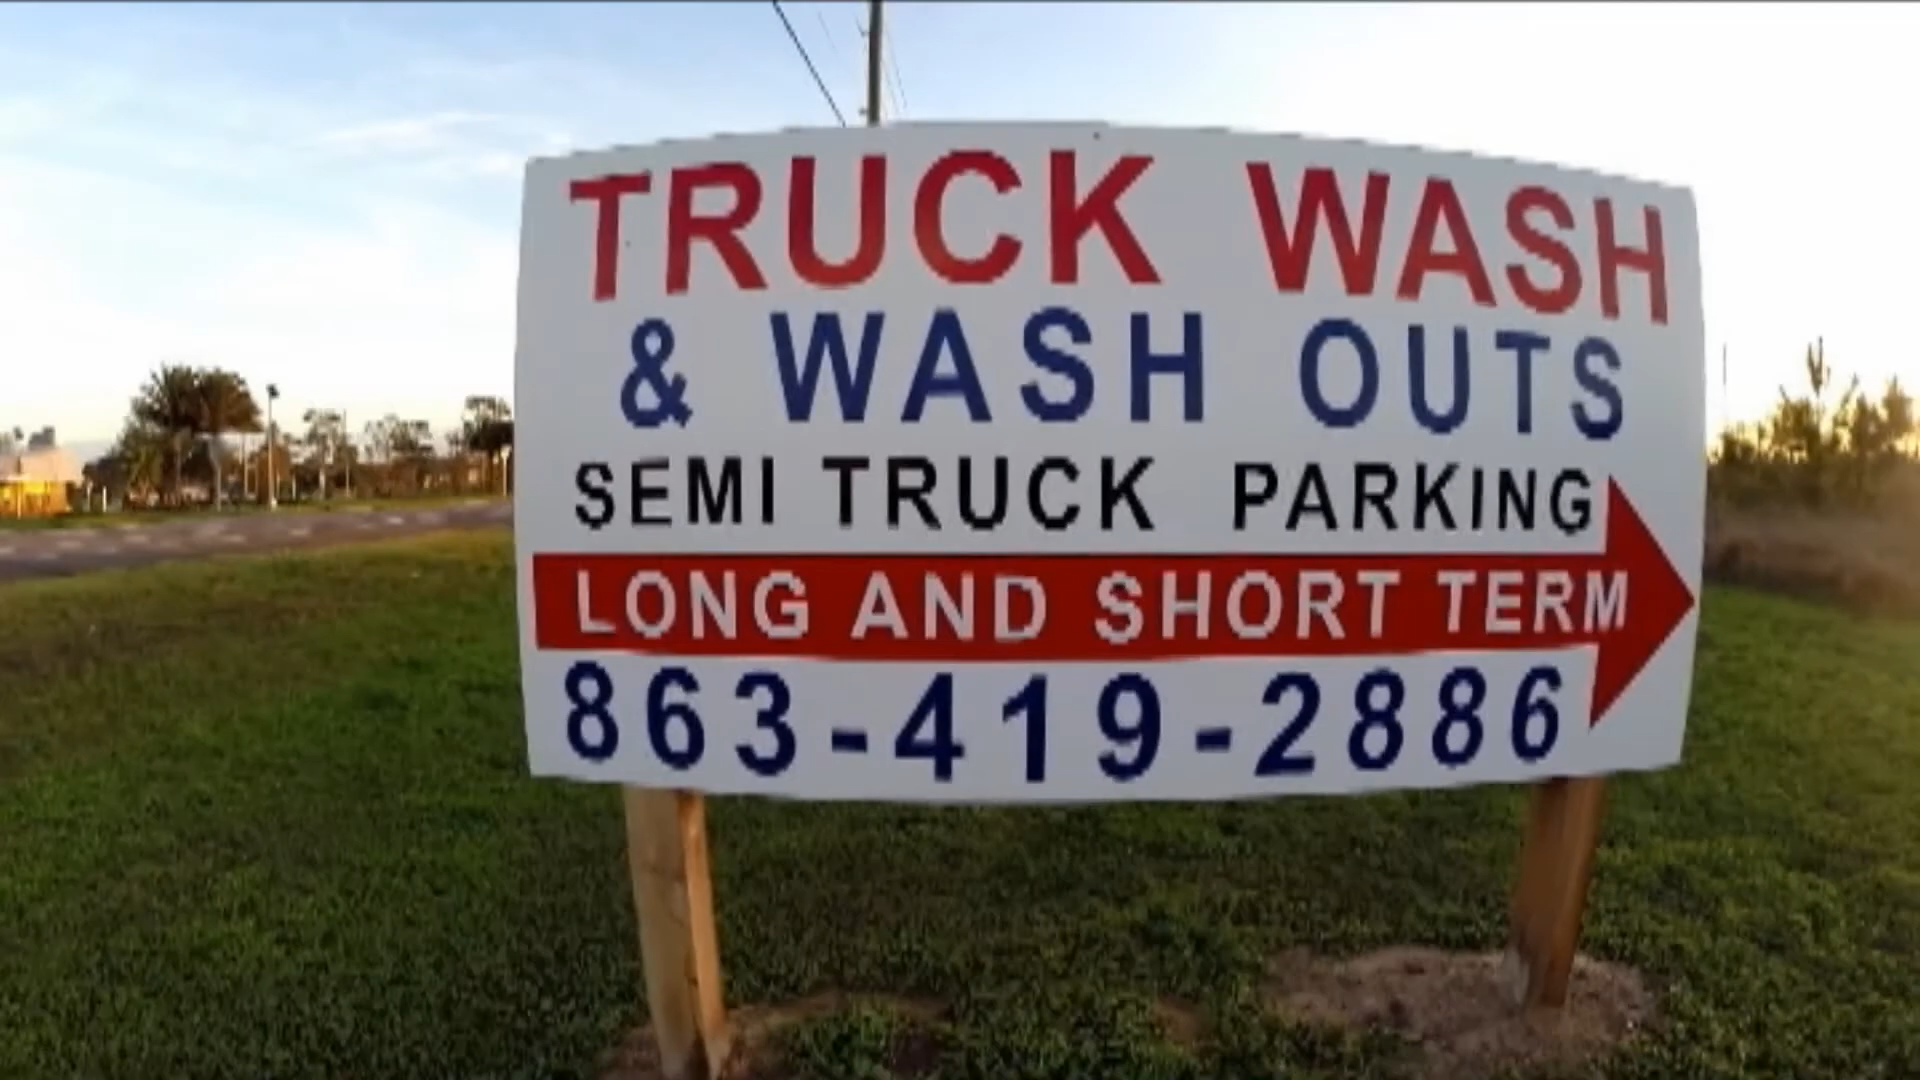 TRUCK WASH
& WASH OUTS
SEMI TRUCK PARKING
LONG AND SHORT TERM
863-419-2886